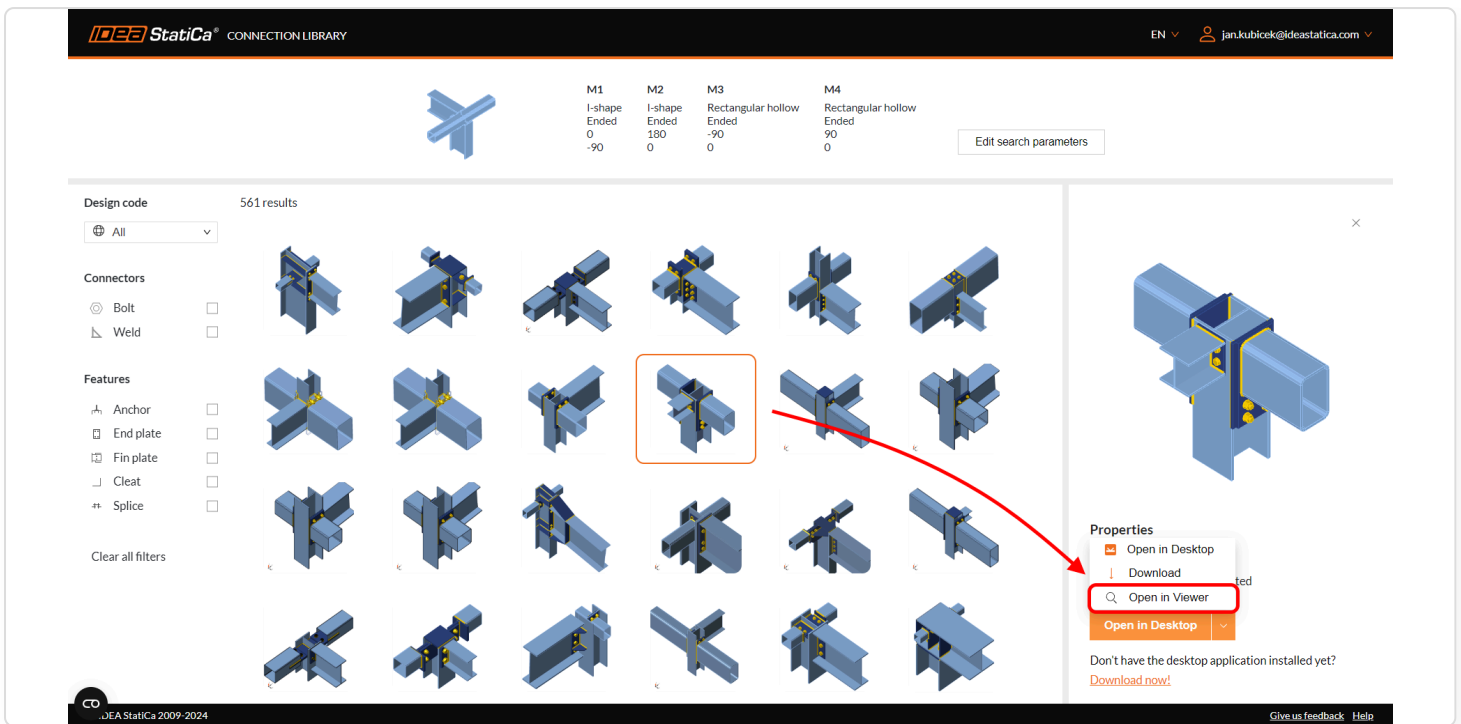 IDEA StatiCa® CONNECTION LIBRARY
EN
jan.kubicek@ideastatica.com
M1 M2 M3 M4
I-shape I-shape Rectangular hollow Rectangular hollow
Ended Ended Ended Ended
0 180 -90 90
-90 0 0 0
Edit search parameters
Design code
561 results
All
Connectors
Bolt
Weld
Features
Anchor
End plate
Fin plate
Cleat
Splice
Clear all filters
Properties
Open in Desktop
Download
ted
Open in Viewer
Open in Desktop
Don't have the desktop application installed yet?
Download now!
IDEA StatiCa 2009-2024
Give us feedback Help